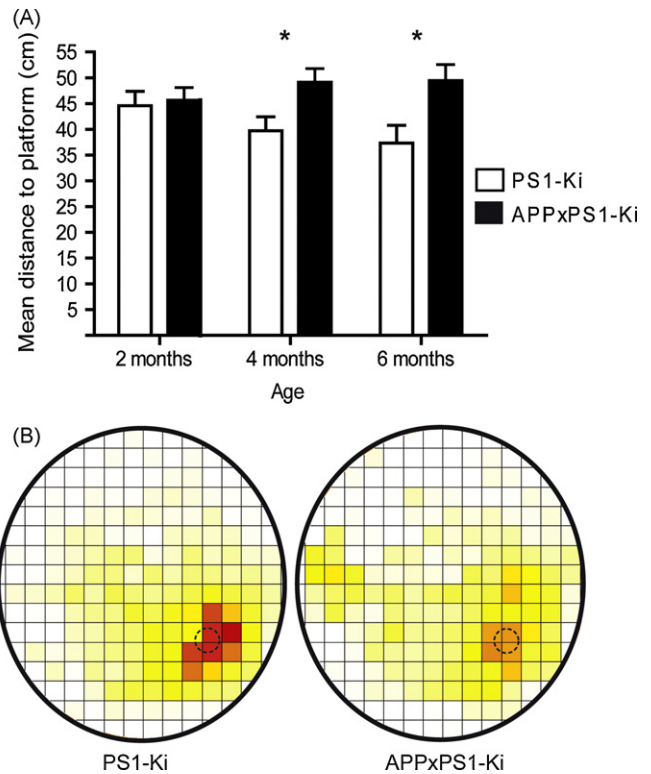 (A)
*
*
Mean distance to platform (cm)
55
50
45
40
35
30
25
20
15
10
5
PS1-Ki
APPxPS1-Ki
2 months
4 months
6 months
Age
(B)
PS1-Ki
APPxPS1-Ki